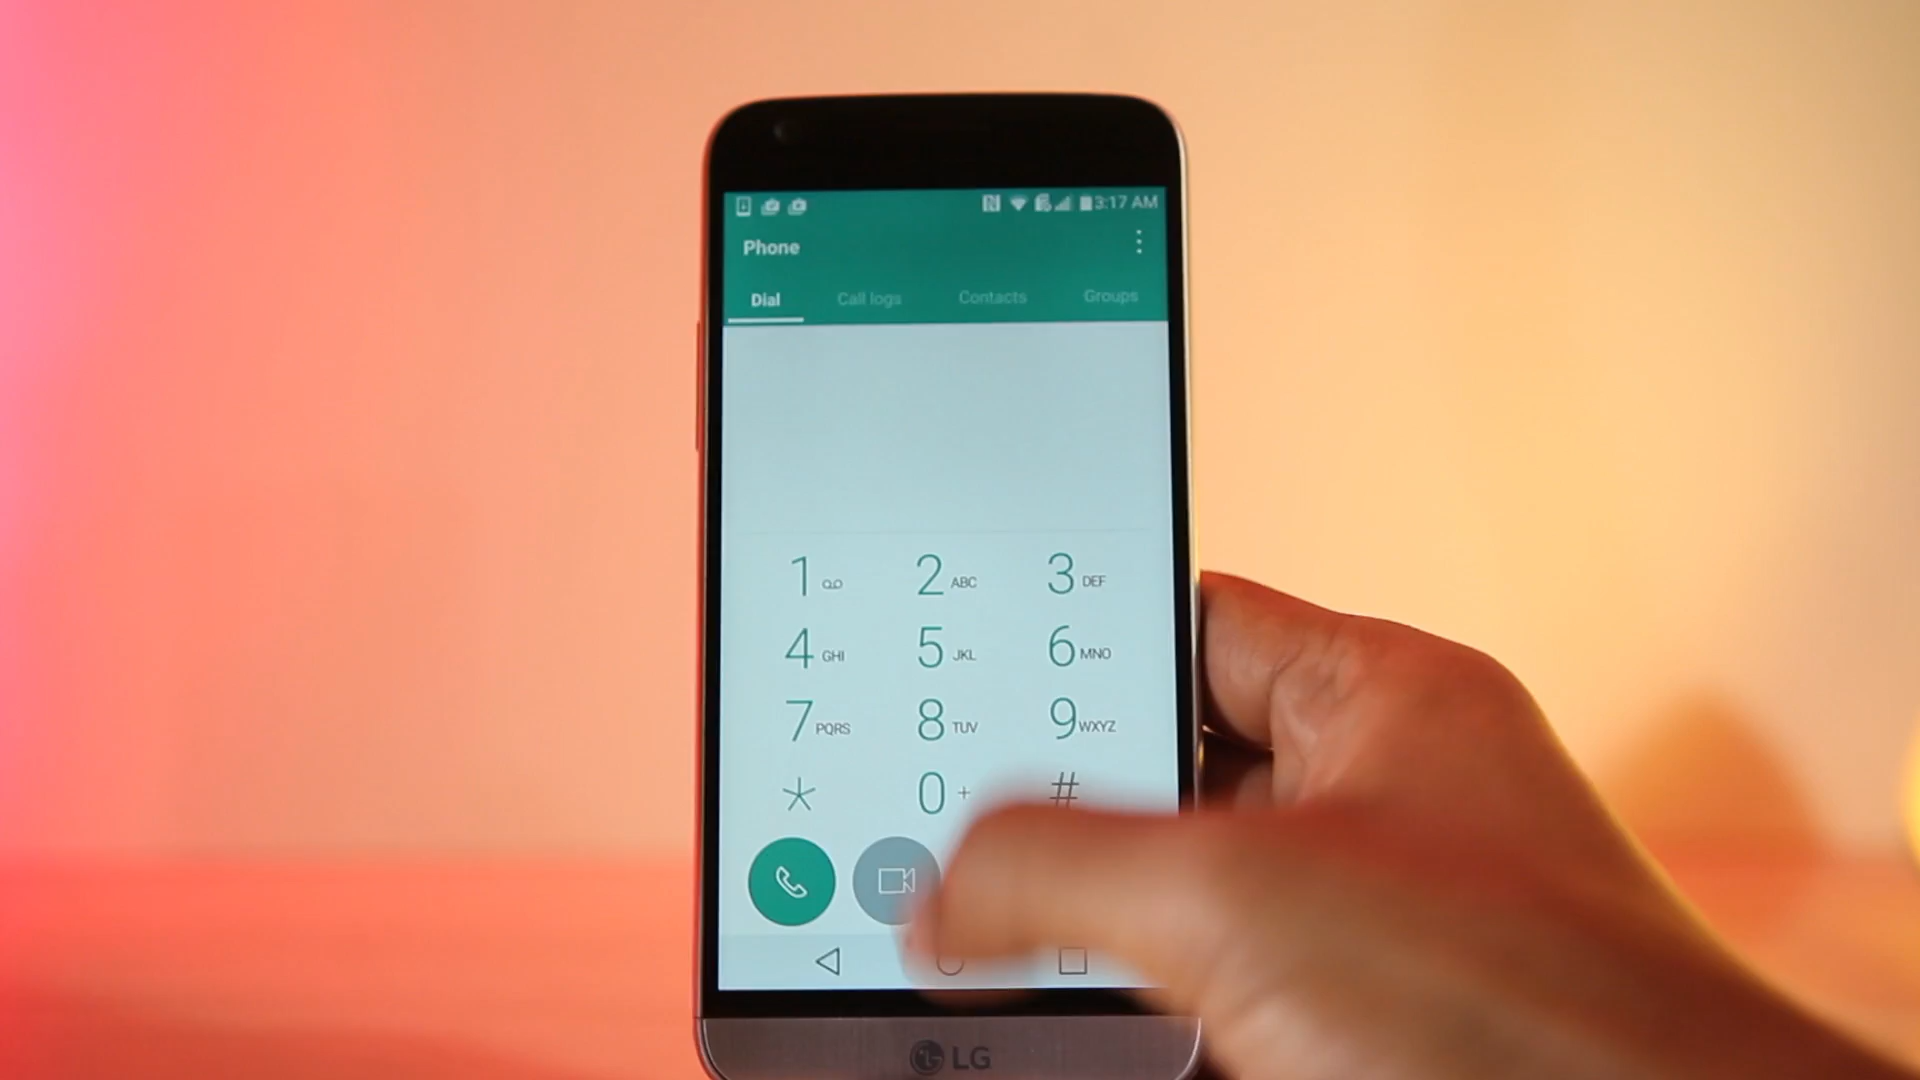 3:17 AM
Phone
Dial Call logs Contacts Groups
1 2 ABC 3 DEF
4 GHI 5 JKL 6 MNO
7 PQRS 8 TUV 9 WXYZ
* 0 + #
LG